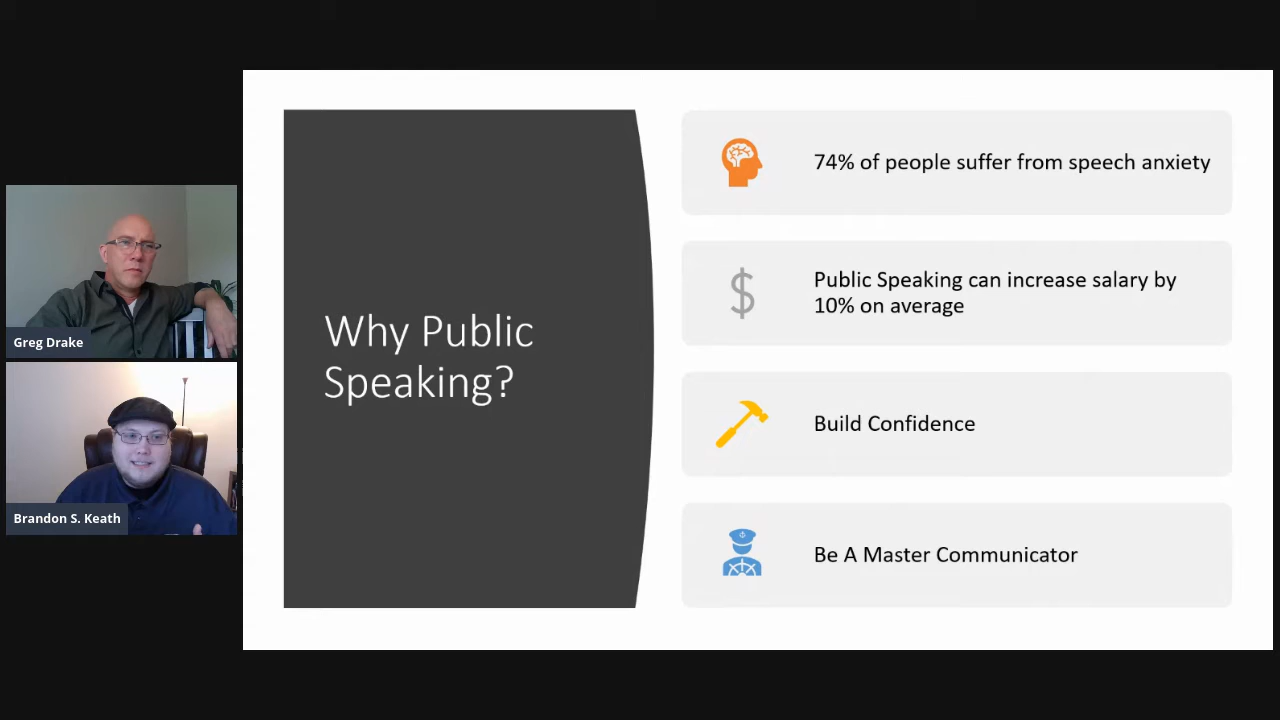 Greg Drake
Brandon S. Keath
Why Public
Speaking?
74% of people suffer from speech anxiety
Public Speaking can increase salary by
10% on average
Build Confidence
Be A Master Communicator